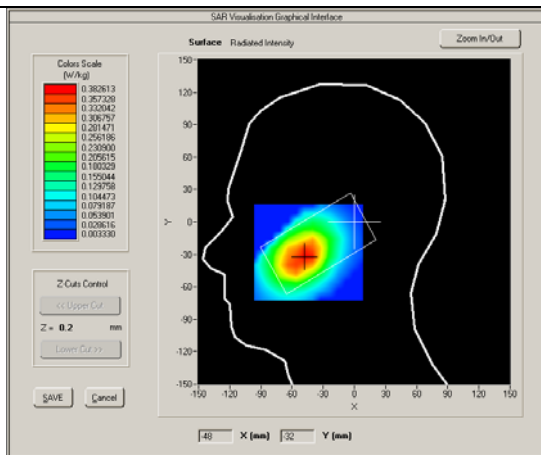 SAR Visualisation Graphical Interface
Surface Radiated Intensity
Zoom In/Out
Colors Scale
(W/kg)
0.382613
0.357328
0.332042
0.306757
0.281471
0.256186
0.230900
0.205615
0.180329
0.155044
0.129758
0.104473
0.079187
0.053901
0.028616
0.003330
Z-Cuts Control
<< Upper Cut
Z = 0.2 mm
Lower Cut >>
SAVE Cancel
150
120
90
60
30
0
-30
-60
-90
-120
-150
Y
-150 -120 -90 -60 -30 0 30 60 90 120 150
X
-48 X (mm) -32 Y (mm)